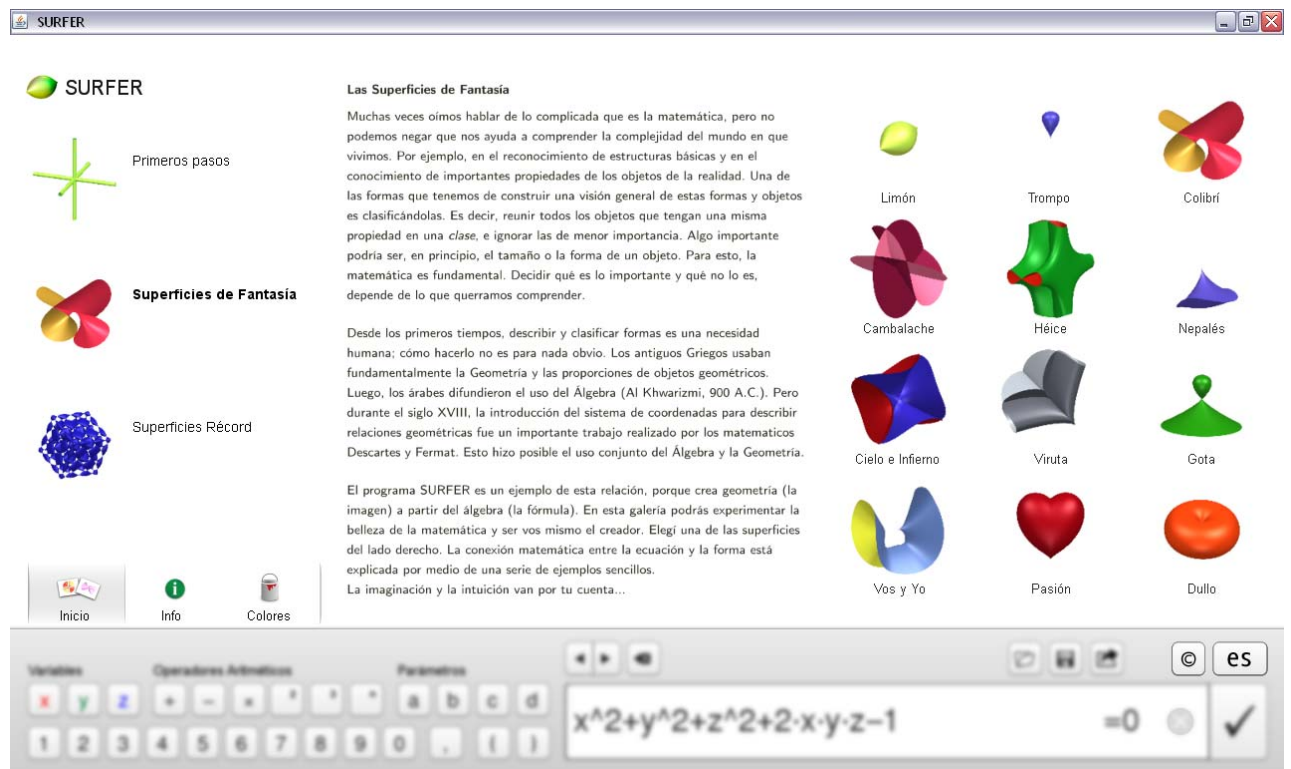 SURFER
SURFER
Primeros pasos
Superficies de Fantasía
Superficies Récord
Inicio
Info
Colores
Las Superficies de Fantasía
Muchas veces oímos hablar de lo complicada que es la matemática, pero no
podemos negar que nos ayuda a comprender la complejidad del mundo en que
vivimos. Por ejemplo, en el reconocimiento de estructuras básicas y en el
conocimiento de importantes propiedades de los objetos de la realidad. Una de
las formas que tenemos de construir una visión general de estas formas y objetos
es clasificándolas. Es decir, reunir todos los objetos que tengan una misma
propiedad en una clase, e ignorar las de menor importancia. Algo importante
podría ser, en principio, el tamaño o la forma de un objeto. Para esto, la
matemática es fundamental. Decidir qué es lo importante y qué no lo es,
depende de lo que querramos comprender.
Desde los primeros tiempos, describir y clasificar formas es una necesidad
humana; cómo hacerlo no es para nada obvio. Los antiguos Griegos usaban
fundamentalmente la Geometría y las proporciones de objetos geométricos.
Luego, los árabes difundieron el uso del Álgebra (Al Khwarizmi, 900 A.C.). Pero
durante el siglo XVIII, la introducción del sistema de coordenadas para describir
relaciones geométricas fue un importante trabajo realizado por los matematicos
Descartes y Fermat. Esto hizo posible el uso conjunto del Álgebra y la Geometría.
El programa SURFER es un ejemplo de esta relación, porque crea geometría (la
imagen) a partir del álgebra (la fórmula). En esta galería podrás experimentar la
belleza de la matemática y ser vos mismo el creador. Elegí una de las superficies
del lado derecho. La conexión matemática entre la ecuación y la forma está
explicada por medio de una serie de ejemplos sencillos.
La imaginación y la intuición van por tu cuenta...
Limón
Trompo
Colibrí
Cambalache
Héice
Nepalés
Cielo e Infierno
Viruta
Gota
Vos y Yo
Pasión
Dullo
© es
Variables Operadores Aritméticos Parámetros
x y z + - × ² ³ a b c d
1 2 3 4 5 6 7 8 9 0 , ( )
x^2+y^2+z^2+2·x·y·z−1 =0